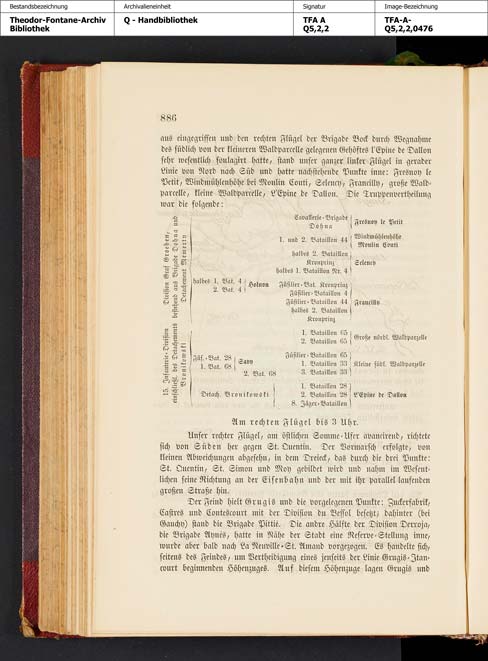 Bestandsbezeichnung
Theodor-Fontane-Archiv
Bibliothek
Archivalieneinheit
Q - Handbibliothek
Signatur
TFA A
Q5,2,2
Image-Bezeichnung
TFA-A-
Q5,2,2,0476
886
aus eingegriffen und den rechten Flügel der Brigade Bock durch Wegnahme
des südlich von der kleineren Waldparcelle gelegenen Gehöftes l'Epine de Dallon
sehr wesentlich soulagirt hatte, stand unser ganzer linker Flügel in gerader
Linie von Nord nach Süd und hatte nachstehende Punkte inne: Fresnoy le
Petit, Windmühlenhöhe bei Moulin Couti, Selency, Francilly, große Wald-
parcelle, kleine Waldparcelle, L'Epine de Dallon. Die Truppenvertheilung
war die folgende:
Division Graf Groeben,
bestehend aus Brigade Dohna und
Detachement Memerty
Cavallerie-Brigade
Dohna
Fresnoy le Petit
1. und 2. Bataillon 44
Windmühlenhöhe
Moulin Couti
halbes 2. Bataillon
Kronprinz
halbes 1. Bataillon Nr. 4
Selency
halbes 1. Bat. 4
2. Bat. 4
Holnon
Füsilier-Bat. Kronprinz
Füsilier-Bataillon 4
Füsilier-Bataillon 44
halbes 2. Bataillon
Kronprinz
Francilly
15. Infanterie-Division
einschließl. des Detachements
Bronikowski
1. Bataillon 65
2. Bataillon 65
Große nördl. Waldparzelle
Füs.-Bat. 28
1. Bat. 68
Savy
2. Bat. 68
Füsilier-Bataillon 65
1. Bataillon 33
3. Bataillon 33
Kleine südl. Waldparzelle
Detach. Bronikowski
1. Bataillon 28
2. Bataillon 28
8. Jäger-Bataillon
L'Epine de Dallon
Am rechten Flügel bis 3 Uhr.
Unser rechter Flügel, am östlichen Somme-Ufer avancirend, richtete
sich von Süden her gegen St. Quentin. Der Vormarsch erfolgte, von
kleinen Abweichungen abgesehn, in dem Dreieck, das durch die drei Punkte:
St. Quentin, St. Simon und Moy gebildet wird und nahm im Wesent-
lichen seine Richtung an der Eisenbahn und der mit ihr parallel laufenden
großen Straße hin.
Der Feind hielt Grugis und die vorgelegenen Punkte: Zuckerfabrik,
Castres und Contescourt mit der Division du Bessol besetzt; dahinter (bei
Gauchy) stand die Brigade Pittié. Die andre Hälfte der Division Derroja,
die Brigade Aynès, hatte in Nähe der Stadt eine Reserve-Stellung inne,
wurde aber bald nach La Neuville-St. Amand vorgezogen. Es handelte sich,
seitens des Feindes, um Vertheidigung eines jenseits der Linie Grugis-Itan-
court beginnenden Höhenzuges. Auf diesem Höhenzuge lagen Grugis und